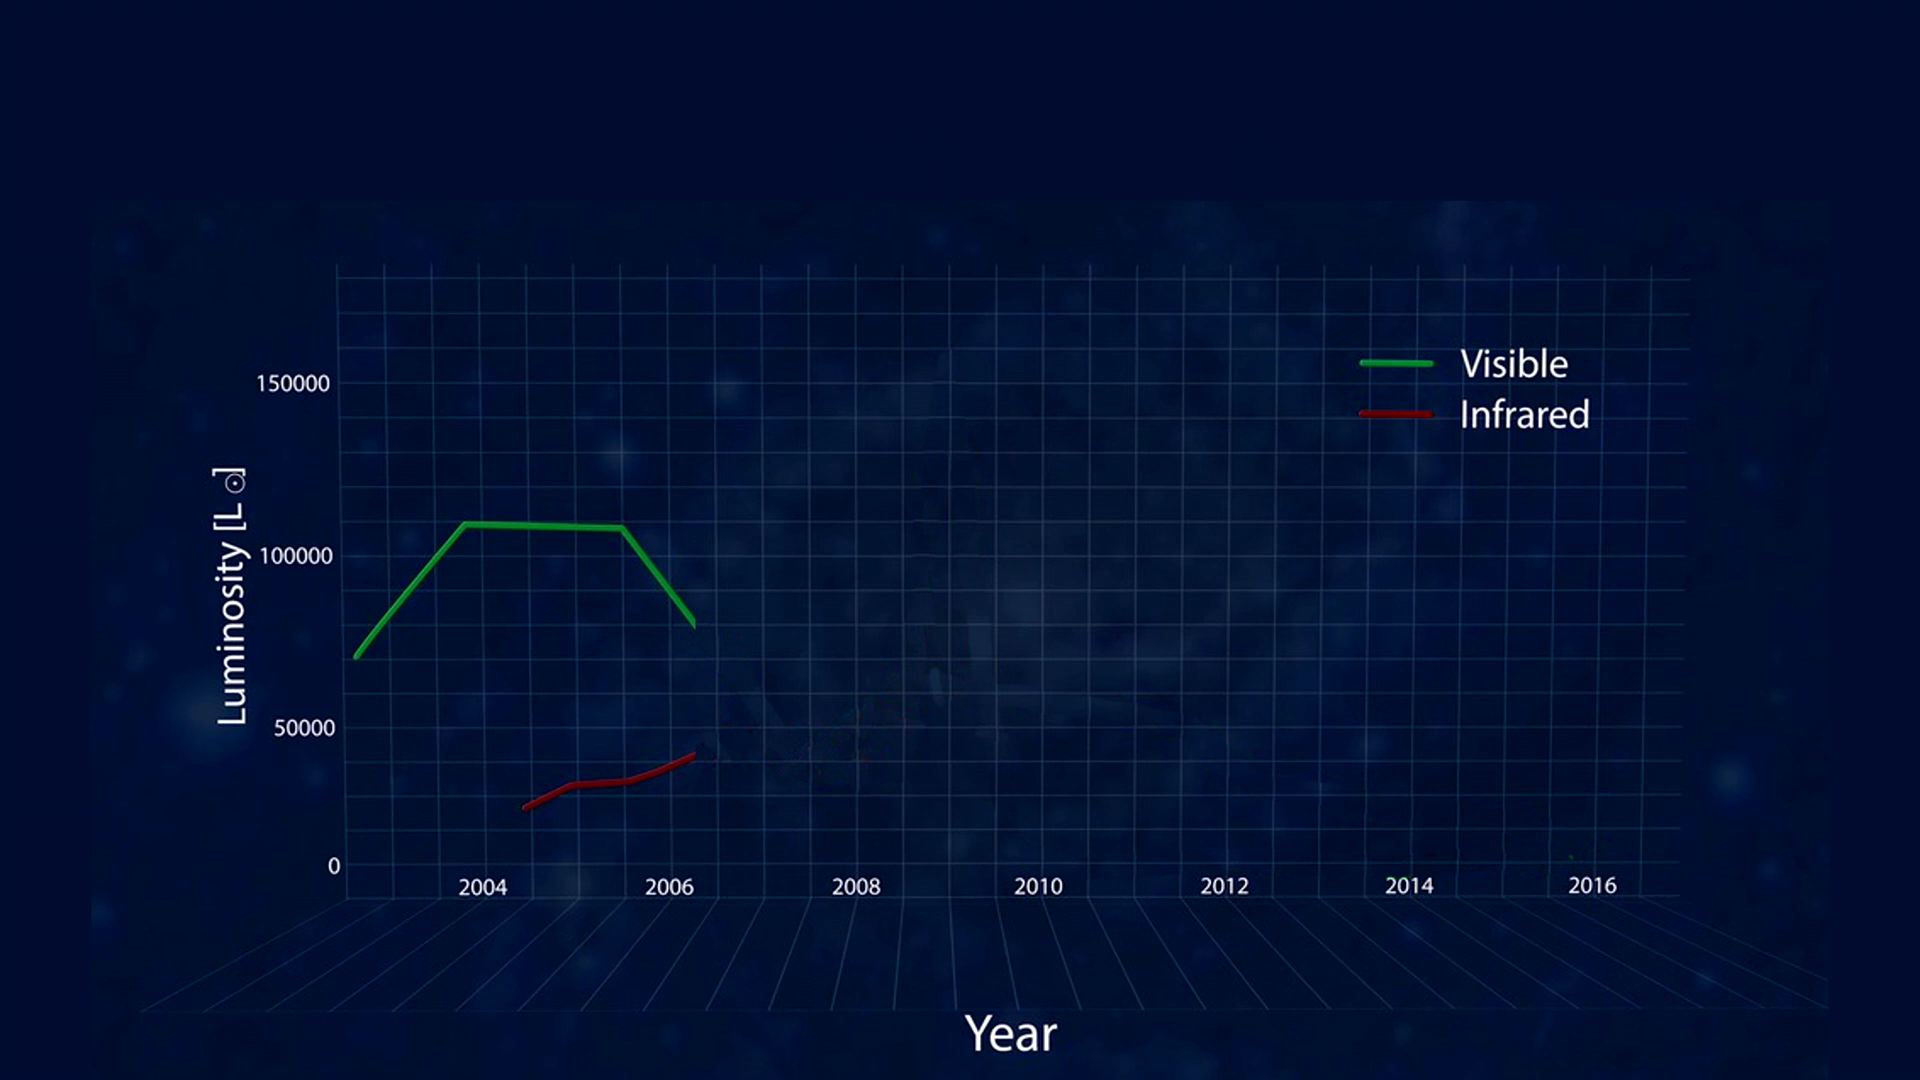 Visible
Infrared
Luminosity [L ☉]
150000
100000
50000
0
2004 2006 2008 2010 2012 2014 2016
Year